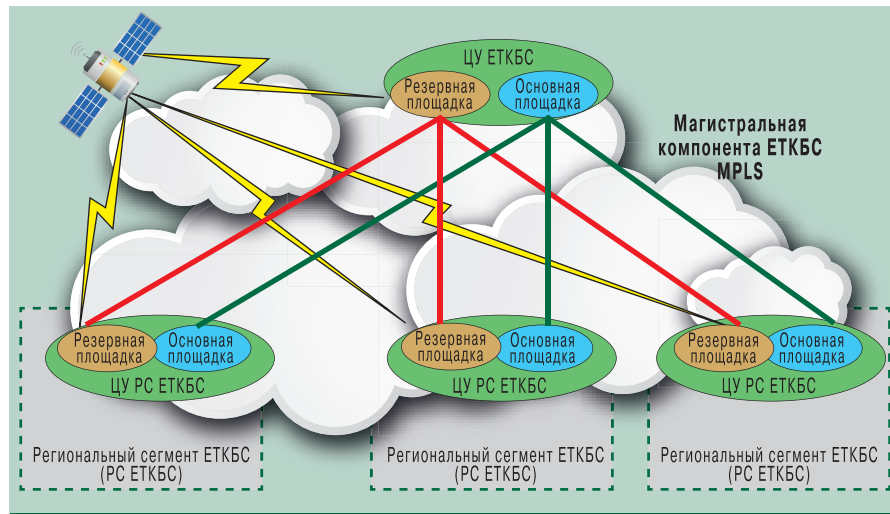 ЦУ ЕТКБС
Резервная
площадка
Основная
площадка
Магистральная
компонента ЕТКБС
MPLS
Резервная
площадка
Основная
площадка
ЦУ РС ЕТКБС
Региональный сегмент ЕТКБС
(РС ЕТКБС)
Резервная
площадка
Основная
площадка
ЦУ РС ЕТКБС
Региональный сегмент ЕТКБС
(РС ЕТКБС)
Резервная
площадка
Основная
площадка
ЦУ РС ЕТКБС
Региональный сегмент ЕТКБС
(РС ЕТКБС)